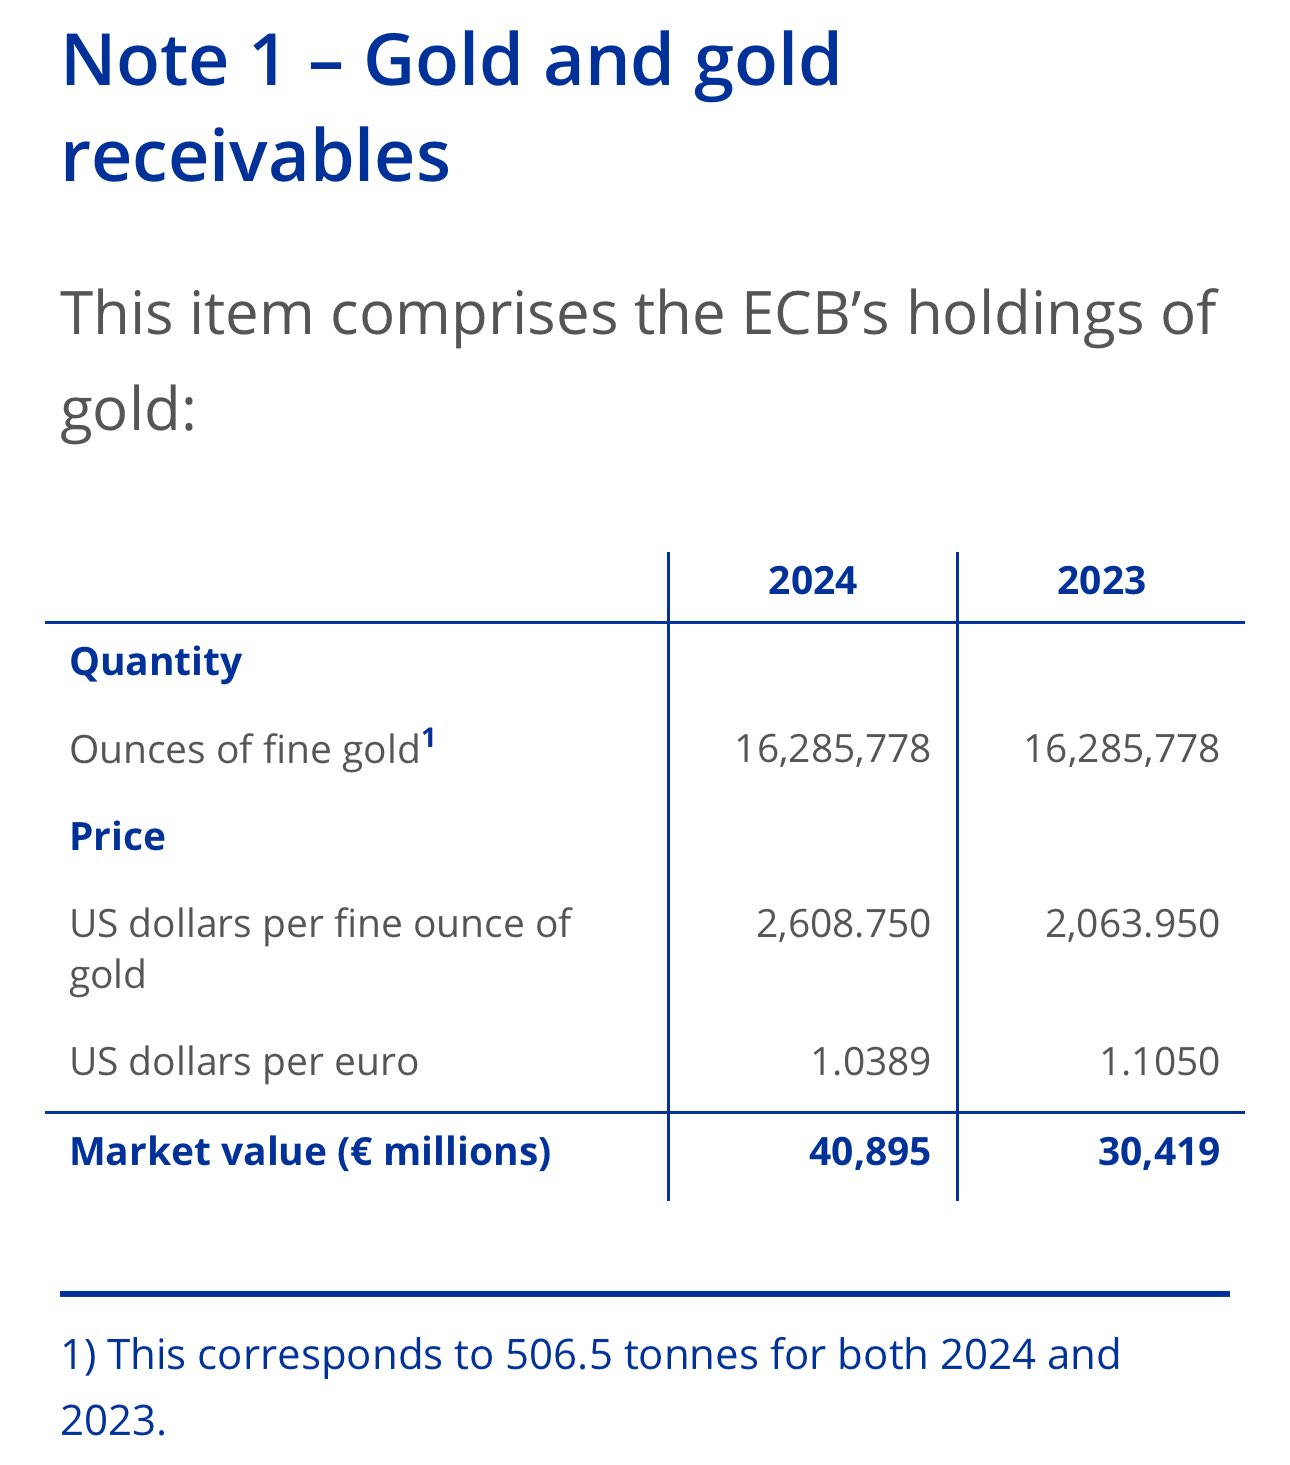 Note 1 – Gold and gold
receivables
This item comprises the ECB’s holdings of
gold:
2024 2023
Quantity
Ounces of fine gold1 16,285,778 16,285,778
Price
US dollars per fine ounce of
gold 2,608.750 2,063.950
US dollars per euro 1.0389 1.1050
Market value (€ millions) 40,895 30,419
1) This corresponds to 506.5 tonnes for both 2024 and
2023.